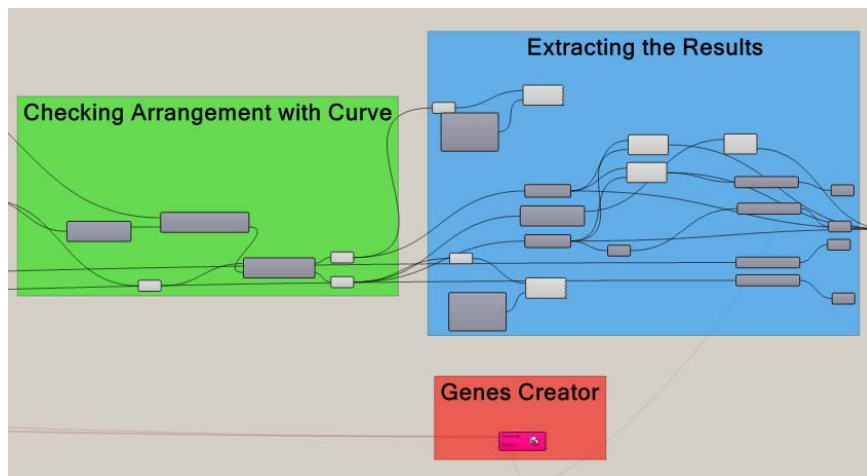 Checking Arrangement with Curve
Extracting the Results
Genes Creator